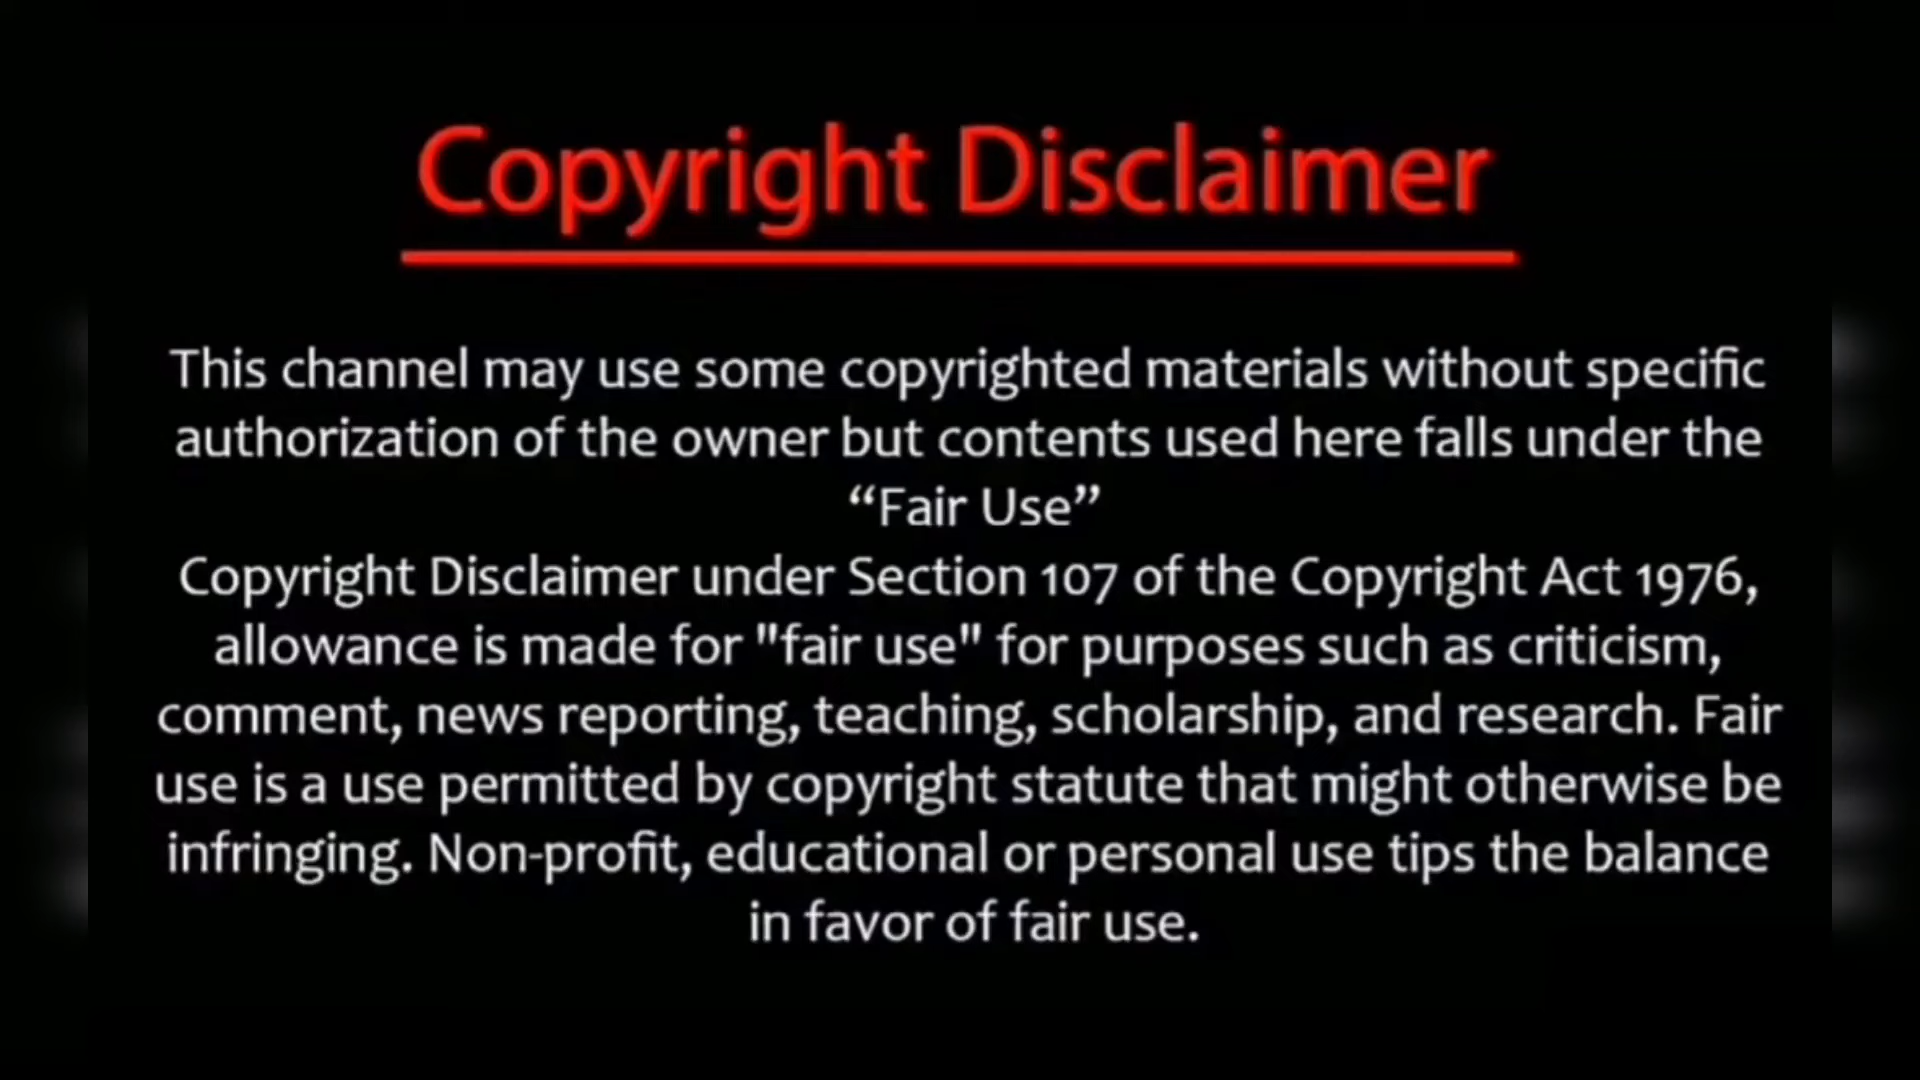 Copyright Disclaimer
This channel may use some copyrighted materials without specific
authorization of the owner but contents used here falls under the
“Fair Use”
Copyright Disclaimer under Section 107 of the Copyright Act 1976,
allowance is made for "fair use" for purposes such as criticism,
comment, news reporting, teaching, scholarship, and research. Fair
use is a use permitted by copyright statute that might otherwise be
infringing. Non-profit, educational or personal use tips the balance
in favor of fair use.